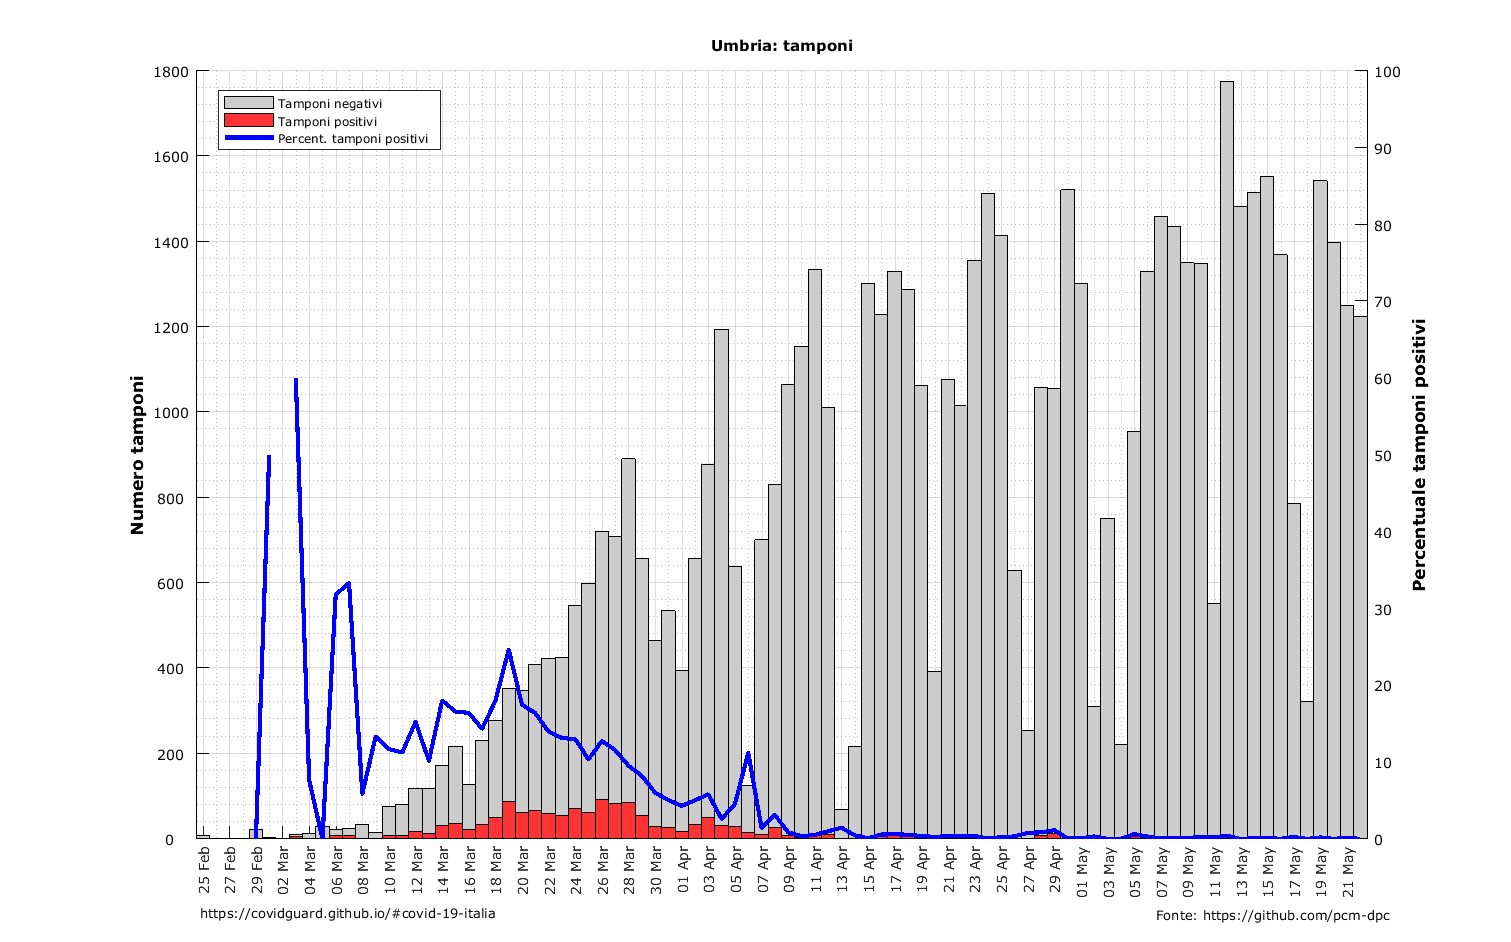 Umbria: tamponi
Tamponi negativi
Tamponi positivi
Percent. tamponi positivi
Numero tamponi
1800
1600
1400
1200
1000
800
600
400
200
0
100
90
80
70
60
50
40
30
20
10
0
Percentuale tamponi positivi
25 Feb
27 Feb
29 Feb
02 Mar
04 Mar
06 Mar
08 Mar
10 Mar
12 Mar
14 Mar
16 Mar
18 Mar
20 Mar
22 Mar
24 Mar
26 Mar
28 Mar
30 Mar
01 Apr
03 Apr
05 Apr
07 Apr
09 Apr
11 Apr
13 Apr
15 Apr
17 Apr
19 Apr
21 Apr
23 Apr
25 Apr
27 Apr
29 Apr
01 May
03 May
05 May
07 May
09 May
11 May
13 May
15 May
17 May
19 May
21 May
https://covidguard.github.io/#covid-19-italia
Fonte: https://github.com/pcm-dpc